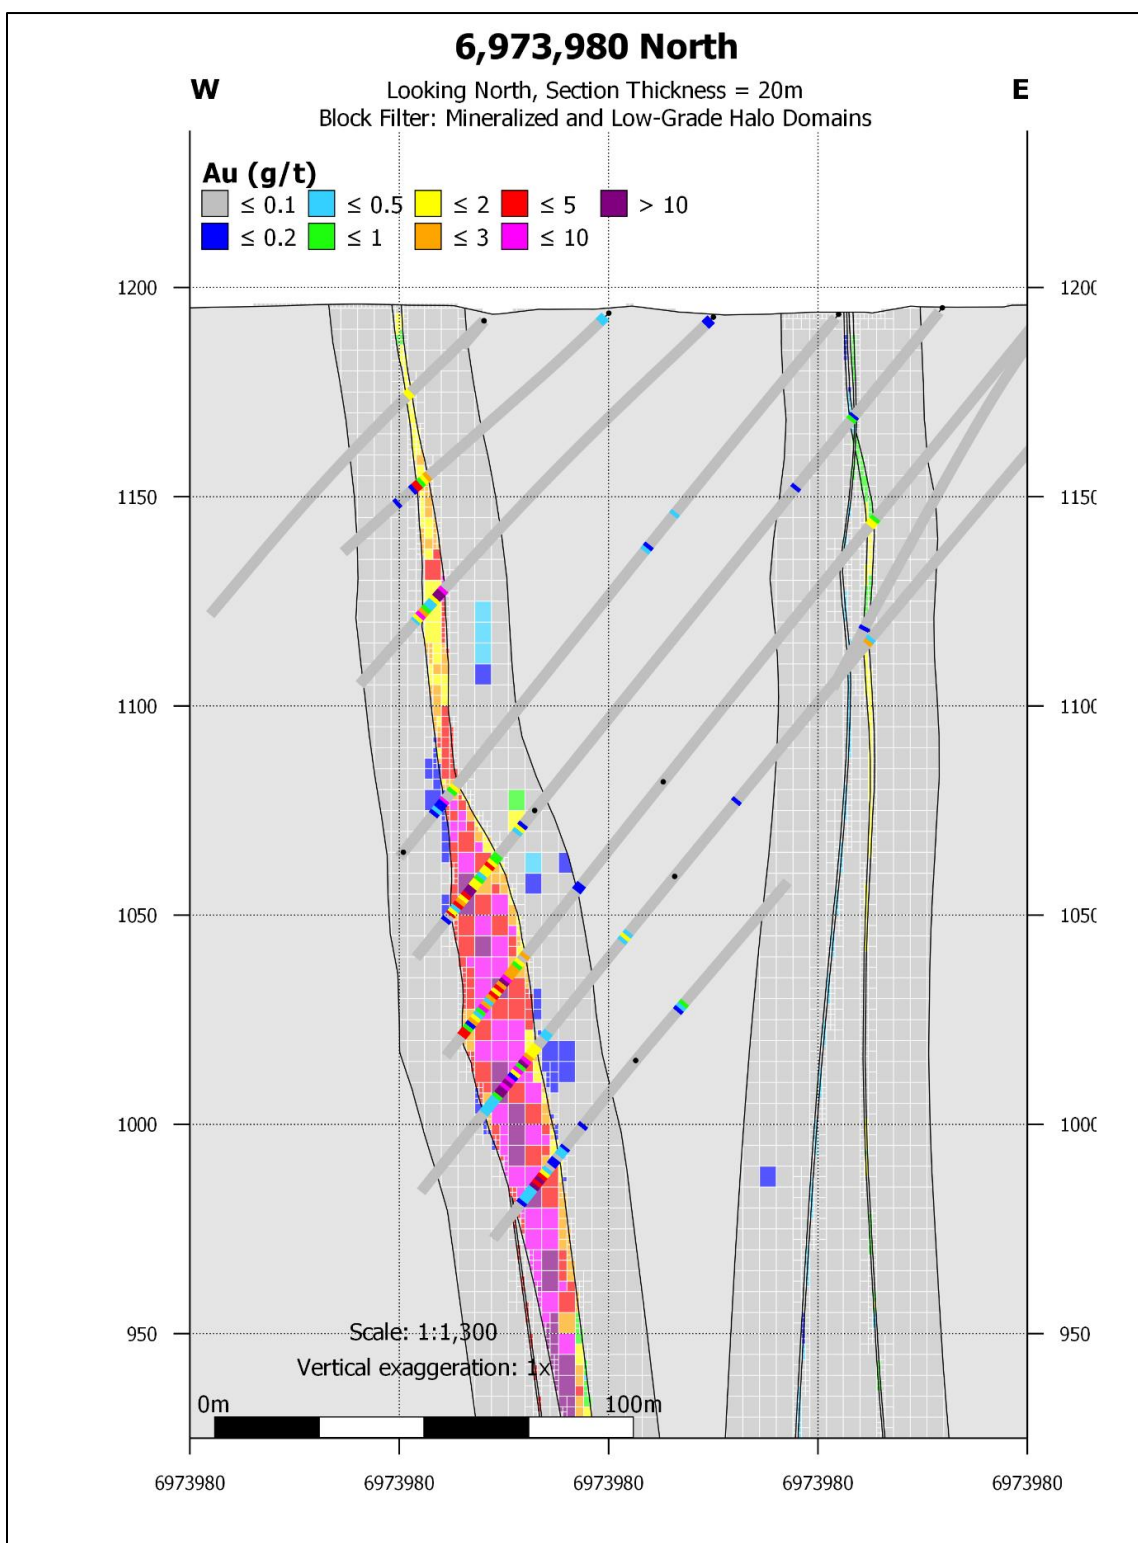 6,973,980 North
W
Looking North, Section Thickness = 20m
E
Block Filter: Mineralized and Low-Grade Halo Domains
Au (g/t)
≤ 0.1 ≤ 0.5 ≤ 2 ≤ 5 > 10
≤ 0.2 ≤ 1 ≤ 3 ≤ 10
1200 1200
1150 1150
1100 1100
1050 1050
1000 1000
950 950
Scale: 1:1,300
Vertical exaggeration: 1x
0m 100m
6973980 6973980 6973980 6973980 6973980